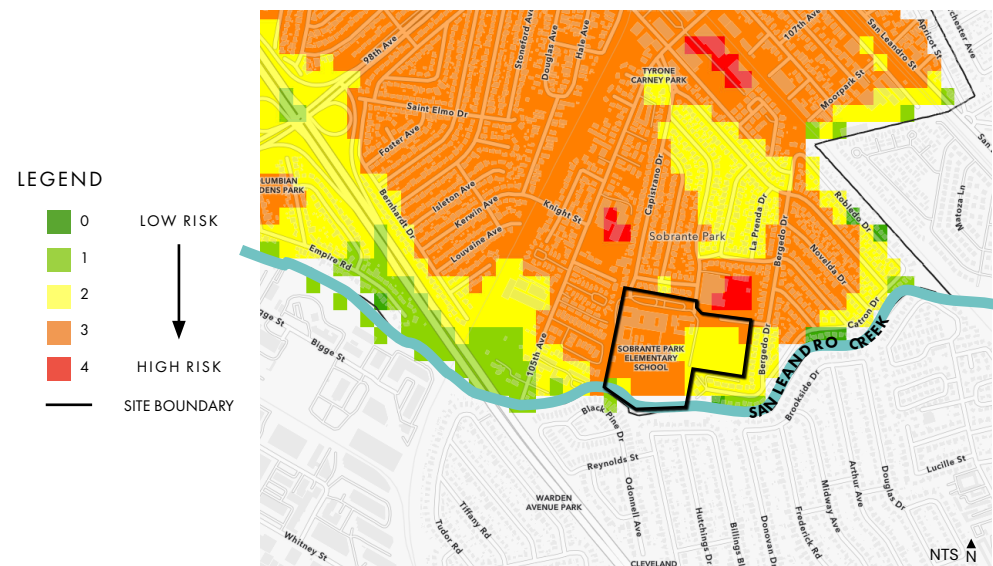 LEGEND
0
1
2
3
4
LOW RISK
HIGH RISK
SITE BOUNDARY
98th Ave
Stoneford Ave
Douglas Ave
Hale Ave
107th Ave
San Leandro St
Apricot St
TYRONE
CARNEY PARK
Moorpark St
Saint Elmo Dr
Foster Ave
Isleton Ave
Kerwin Ave
Louvaine Ave
Knight St
Capistrano Dr
Sobrante Park
La Prenda Dr
Bergedo Dr
Robledo Dr
Novelda Dr
Matoza Ln
Bernhardt Dr
Empire Rd
Catron Dr
SOBRANTE PARK
ELEMENTARY
SCHOOL
Bergedo Dr
105th Ave
SAN LEANDRO CREEK
Bigge St
Black Pine Dr
Brookside Dr
Reynolds St
Odonnell Ave
WARDEN
AVENUE PARK
Tiffany Rd
Tudor Rd
Whitney St
Hutchings Dr
Billings Bl
Donovan Dr
Frederick Rd
Midway Ave
Arthur Ave
Douglas Dr
Lucille St
CLEVELAND
NTS
N